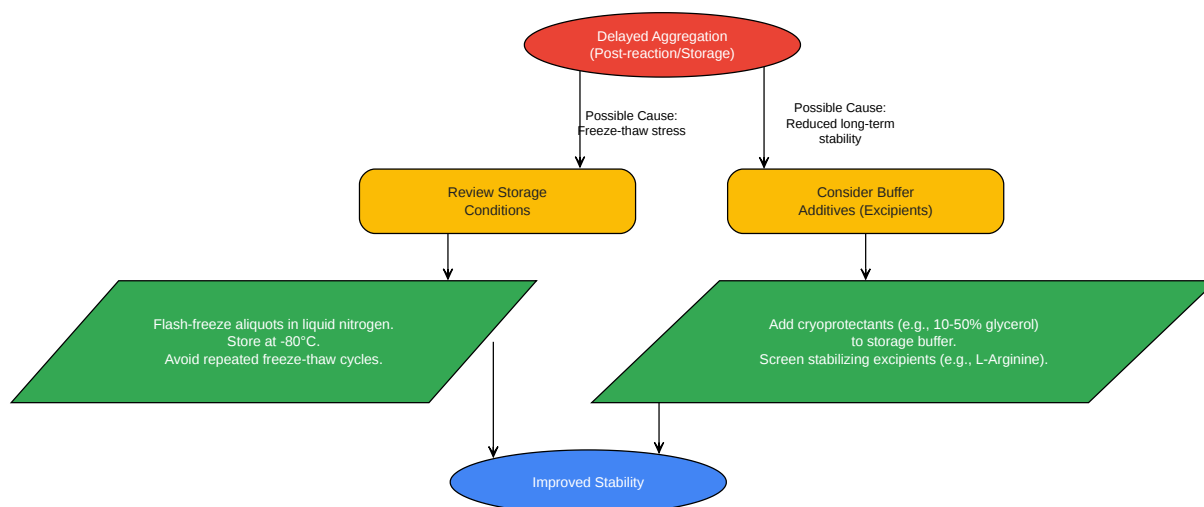 Delayed Aggregation
(Post-reaction/Storage)
Possible Cause:
Freeze-thaw stress
Possible Cause:
Reduced long-term
stability
Review Storage
Conditions
Consider Buffer
Additives (Excipients)
Flash-freeze aliquots in liquid nitrogen.
Store at -80°C.
Avoid repeated freeze-thaw cycles.
Add cryoprotectants (e.g., 10-50% glycerol)
to storage buffer.
Screen stabilizing excipients (e.g., L-Arginine).
Improved Stability